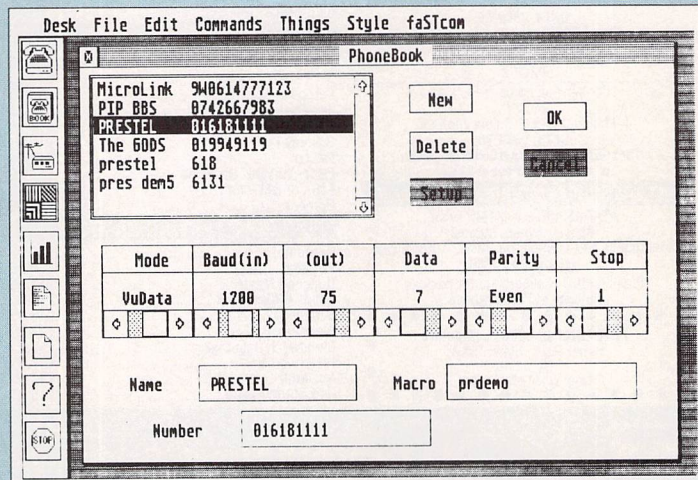 Desk File Edit Commands Things Style faSTcom
PhoneBook
MicroLink 9W0614777123
PIP BBS 0742667983
PRESTEL 016181111
The GODS 019949119
prestel 618
pres dem5 6131
New
OK
Delete
Cancel
Setup
BOOK
Mode Baud(in) (out) Data Parity Stop
VuData 1200 75 7 Even 1
Name PRESTEL Macro prdemo
Number 016181111
?
STOP